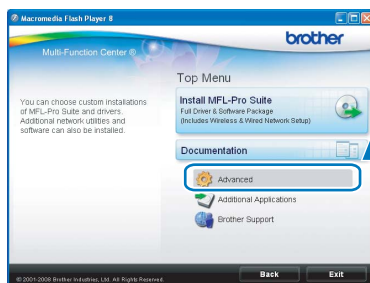 Macromedia Flash Player 8
brother
Multi-Function Center ®
Top Menu
You can choose custom installations
of MFL-Pro Suite and drivers.
Additional network utilities and
software can also be installed.
Install MFL-Pro Suite
Full Driver & Software Package
(Includes Wireless & Wired Network Setup)
Documentation
Advanced
Additional Applications
Brother Support
© 2001-2008 Brother Industries, Ltd. All Rights Reserved.
Back
Exit